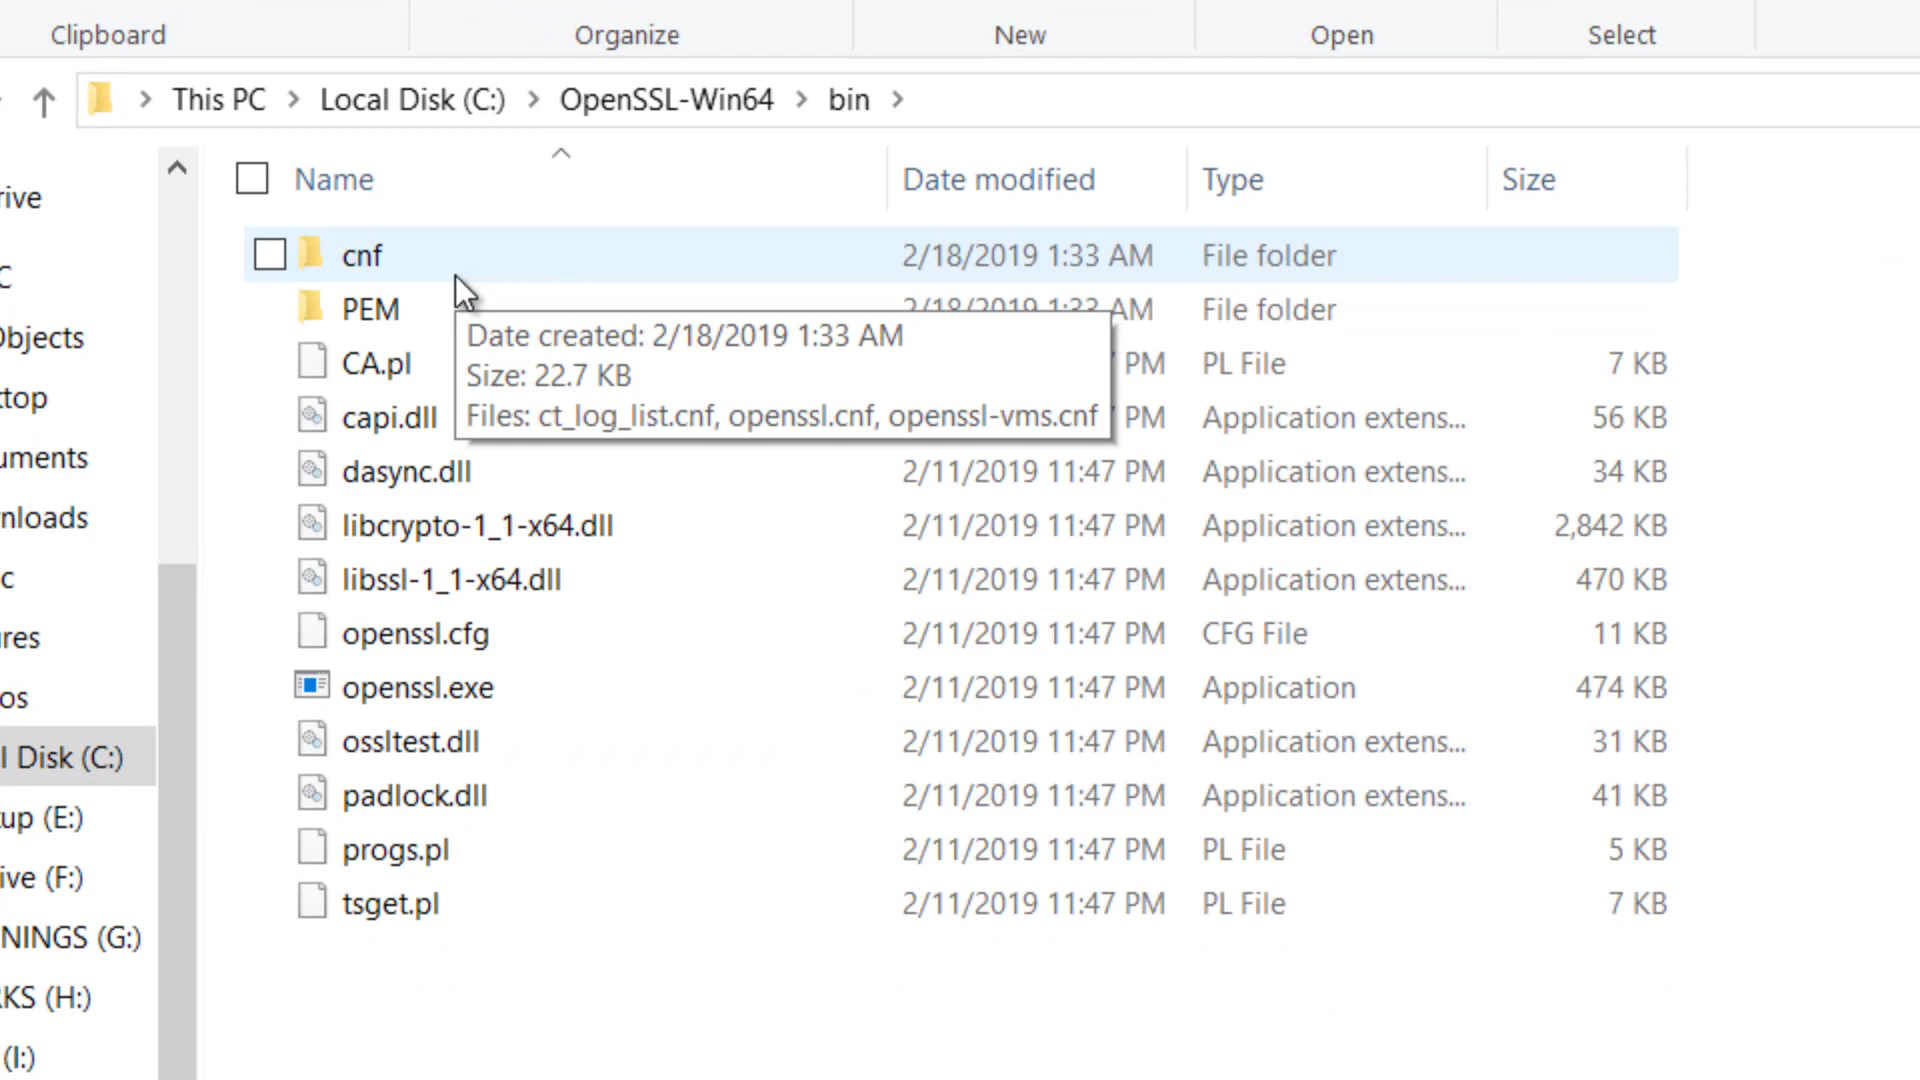 Clipboard Organize New Open Select
This PC Local Disk (C:) OpenSSL-Win64 bin
Name Date modified Type Size
cnf 2/18/2019 1:33 AM File folder
PEM 2/18/2019 1:33 AM File folder
CA.pl PM PL File 7 KB
capi.dll PM Application extens... 56 KB
Date created: 2/18/2019 1:33 AM
Size: 22.7 KB
Files: ct_log_list.cnf, openssl.cnf, openssl-vms.cnf
dasync.dll 2/11/2019 11:47 PM Application extens... 34 KB
libcrypto-1_1-x64.dll 2/11/2019 11:47 PM Application extens... 2,842 KB
libssl-1_1-x64.dll 2/11/2019 11:47 PM Application extens... 470 KB
openssl.cfg 2/11/2019 11:47 PM CFG File 11 KB
openssl.exe 2/11/2019 11:47 PM Application 474 KB
ossltest.dll 2/11/2019 11:47 PM Application extens... 31 KB
padlock.dll 2/11/2019 11:47 PM Application extens... 41 KB
progs.pl 2/11/2019 11:47 PM PL File 5 KB
tsget.pl 2/11/2019 11:47 PM PL File 7 KB
rive
C
Objects
ktop
uments
nloads
c
ures
os
l Disk (C:)
up (E:)
ive (F:)
NINGS (G:)
KS (H:)
(I:)